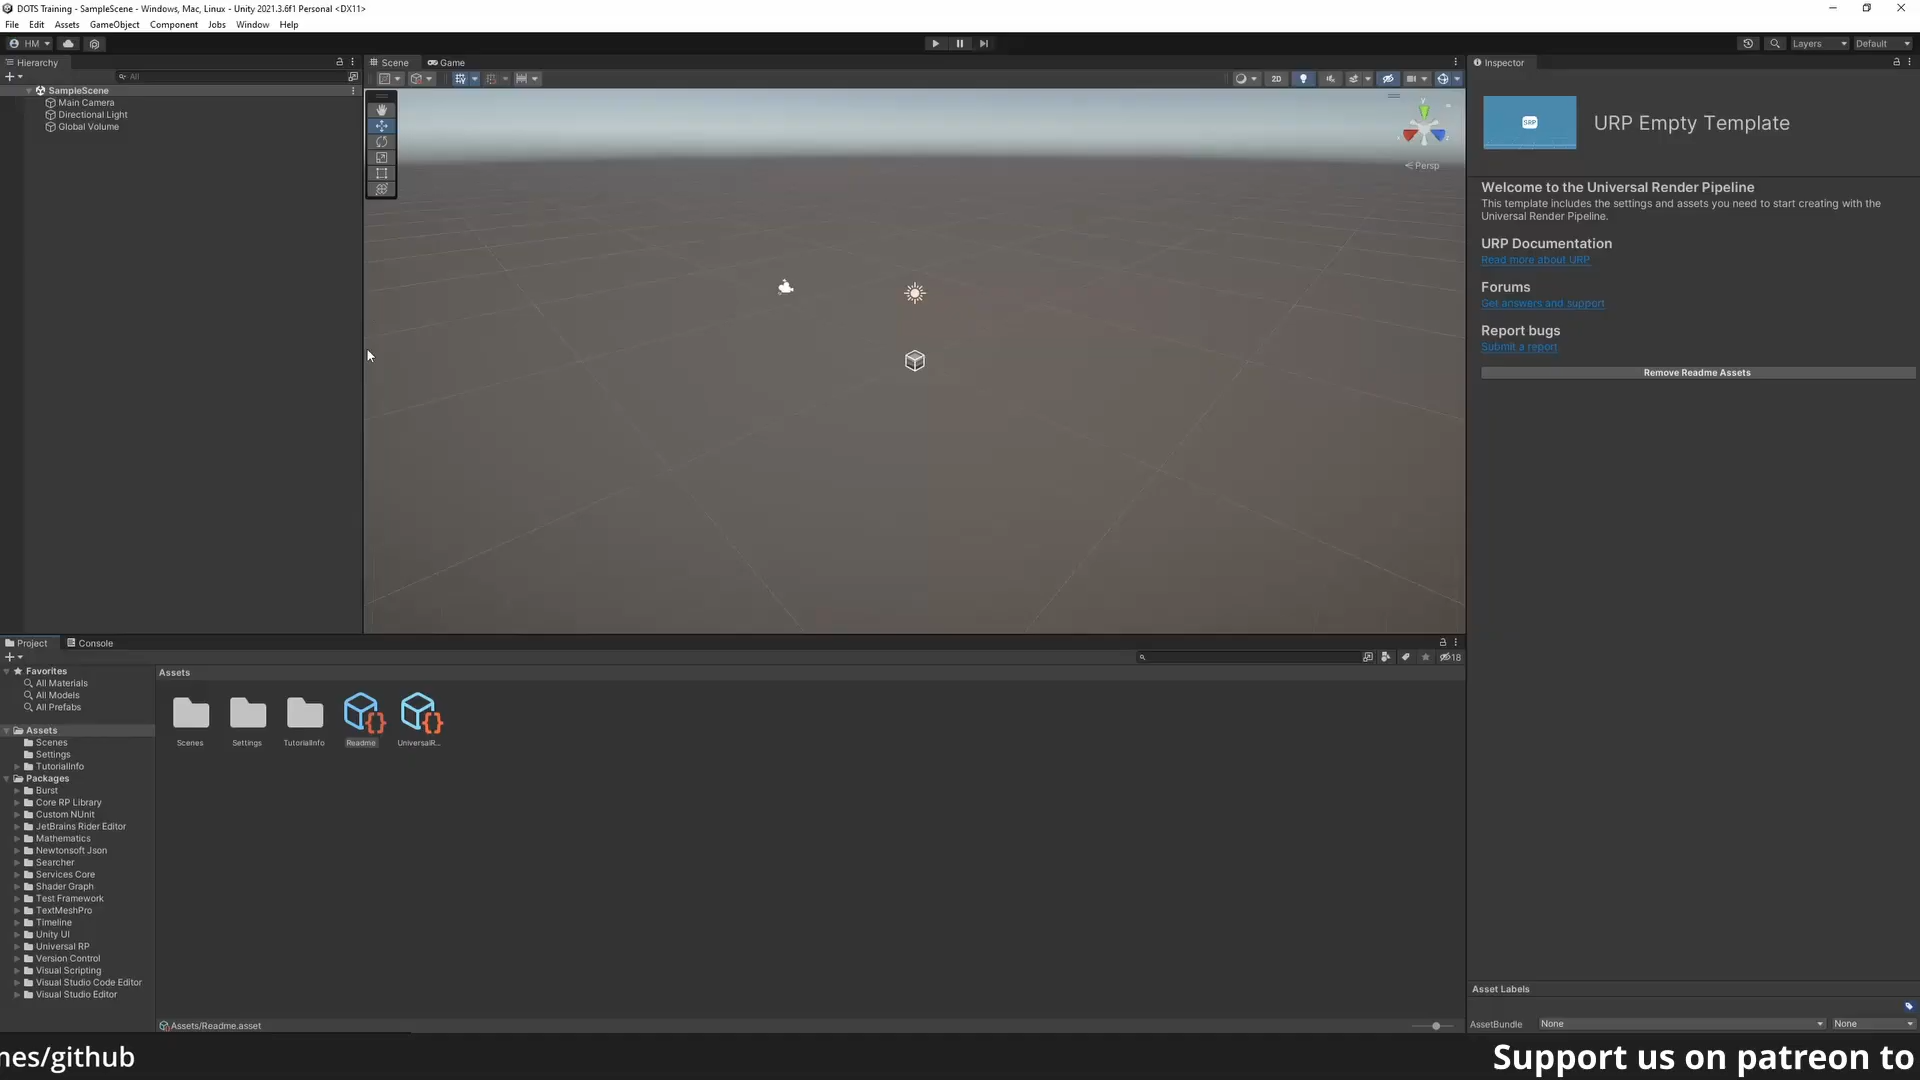 DOTS Training - SampleScene - Windows, Mac, Linux - Unity 2021.3.6f1 Personal <DX11>
File Edit Assets GameObject Component Jobs Window Help
HM
Layers
Default
Hierarchy
All
SampleScene
Main Camera
Directional Light
Global Volume
Scene
Game
2D
Persp
Inspector
SRP
URP Empty Template
Welcome to the Universal Render Pipeline
This template includes the settings and assets you need to start creating with the
Universal Render Pipeline.
URP Documentation
Read more about URP
Forums
Get answers and support
Report bugs
Submit a report
Remove Readme Assets
Project
Console
18
Favorites
All Materials
All Models
All Prefabs
Assets
Scenes
Settings
TutorialInfo
Packages
Burst
Core RP Library
Custom NUnit
JetBrains Rider Editor
Mathematics
Newtonsoft Json
Searcher
Services Core
Shader Graph
Test Framework
TextMeshPro
Timeline
Unity UI
Universal RP
Version Control
Visual Scripting
Visual Studio Code Editor
Visual Studio Editor
Assets
Scenes
Settings
TutorialInfo
Readme
UniversalR...
Assets/Readme.asset
Asset Labels
AssetBundle
None
None
nes/github
Support us on patreon to